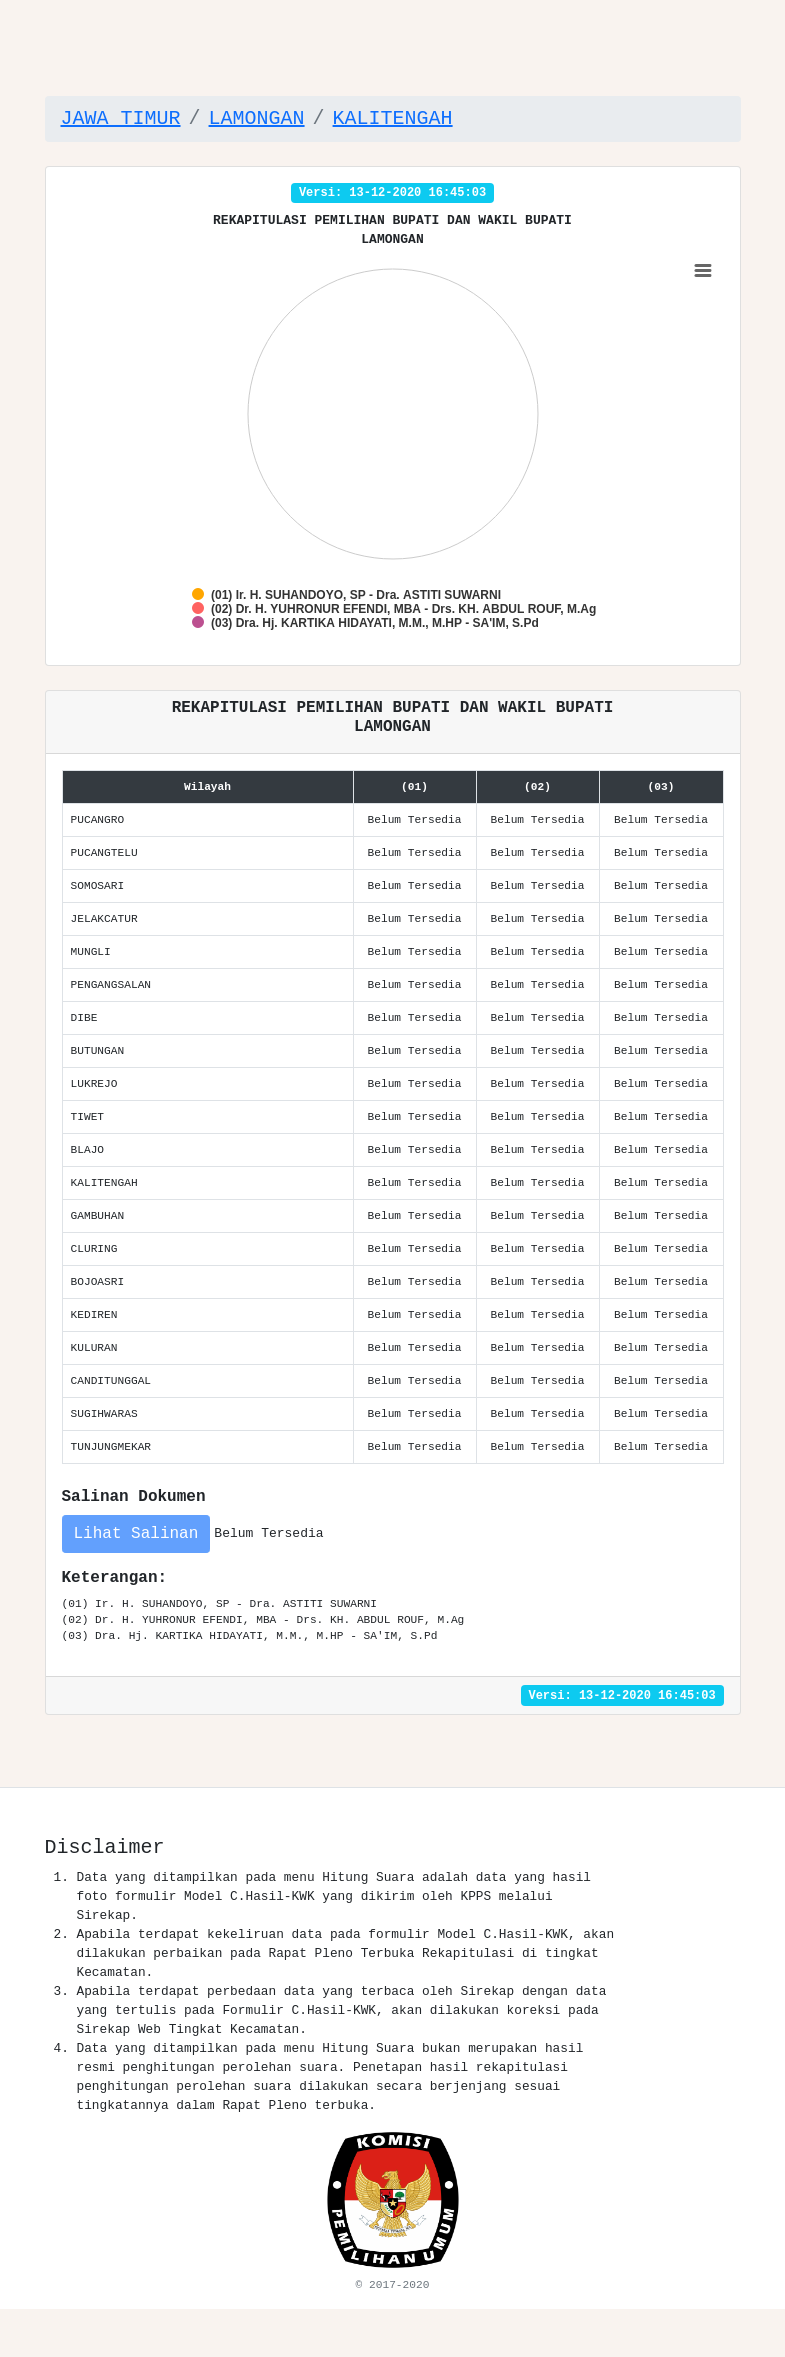 JAWA TIMUR / LAMONGAN / KALITENGAH
Versi: 13-12-2020 16:45:03
REKAPITULASI PEMILIHAN BUPATI DAN WAKIL BUPATI
LAMONGAN
(01) Ir. H. SUHANDOYO, SP - Dra. ASTITI SUWARNI
(02) Dr. H. YUHRONUR EFENDI, MBA - Drs. KH. ABDUL ROUF, M.Ag
(03) Dra. Hj. KARTIKA HIDAYATI, M.M., M.HP - SA'IM, S.Pd
REKAPITULASI PEMILIHAN BUPATI DAN WAKIL BUPATI
LAMONGAN
Wilayah (01) (02) (03)
PUCANGRO Belum Tersedia Belum Tersedia Belum Tersedia
PUCANGTELU Belum Tersedia Belum Tersedia Belum Tersedia
SOMOSARI Belum Tersedia Belum Tersedia Belum Tersedia
JELAKCATUR Belum Tersedia Belum Tersedia Belum Tersedia
MUNGLI Belum Tersedia Belum Tersedia Belum Tersedia
PENGANGSALAN Belum Tersedia Belum Tersedia Belum Tersedia
DIBE Belum Tersedia Belum Tersedia Belum Tersedia
BUTUNGAN Belum Tersedia Belum Tersedia Belum Tersedia
LUKREJO Belum Tersedia Belum Tersedia Belum Tersedia
TIWET Belum Tersedia Belum Tersedia Belum Tersedia
BLAJO Belum Tersedia Belum Tersedia Belum Tersedia
KALITENGAH Belum Tersedia Belum Tersedia Belum Tersedia
GAMBUHAN Belum Tersedia Belum Tersedia Belum Tersedia
CLURING Belum Tersedia Belum Tersedia Belum Tersedia
BOJOASRI Belum Tersedia Belum Tersedia Belum Tersedia
KEDIREN Belum Tersedia Belum Tersedia Belum Tersedia
KULURAN Belum Tersedia Belum Tersedia Belum Tersedia
CANDITUNGGAL Belum Tersedia Belum Tersedia Belum Tersedia
SUGIHWARAS Belum Tersedia Belum Tersedia Belum Tersedia
TUNJUNGMEKAR Belum Tersedia Belum Tersedia Belum Tersedia
Salinan Dokumen
Lihat Salinan Belum Tersedia
Keterangan:
(01) Ir. H. SUHANDOYO, SP - Dra. ASTITI SUWARNI
(02) Dr. H. YUHRONUR EFENDI, MBA - Drs. KH. ABDUL ROUF, M.Ag
(03) Dra. Hj. KARTIKA HIDAYATI, M.M., M.HP - SA'IM, S.Pd
Versi: 13-12-2020 16:45:03
Disclaimer
1. Data yang ditampilkan pada menu Hitung Suara adalah data yang hasil
foto formulir Model C.Hasil-KWK yang dikirim oleh KPPS melalui
Sirekap.
2. Apabila terdapat kekeliruan data pada formulir Model C.Hasil-KWK, akan
dilakukan perbaikan pada Rapat Pleno Terbuka Rekapitulasi di tingkat
Kecamatan.
3. Apabila terdapat perbedaan data yang terbaca oleh Sirekap dengan data
yang tertulis pada Formulir C.Hasil-KWK, akan dilakukan koreksi pada
Sirekap Web Tingkat Kecamatan.
4. Data yang ditampilkan pada menu Hitung Suara bukan merupakan hasil
resmi penghitungan perolehan suara. Penetapan hasil rekapitulasi
penghitungan perolehan suara dilakukan secara berjenjang sesuai
tingkatannya dalam Rapat Pleno terbuka.
KOMISI
PEMILIHAN UMUM
© 2017-2020